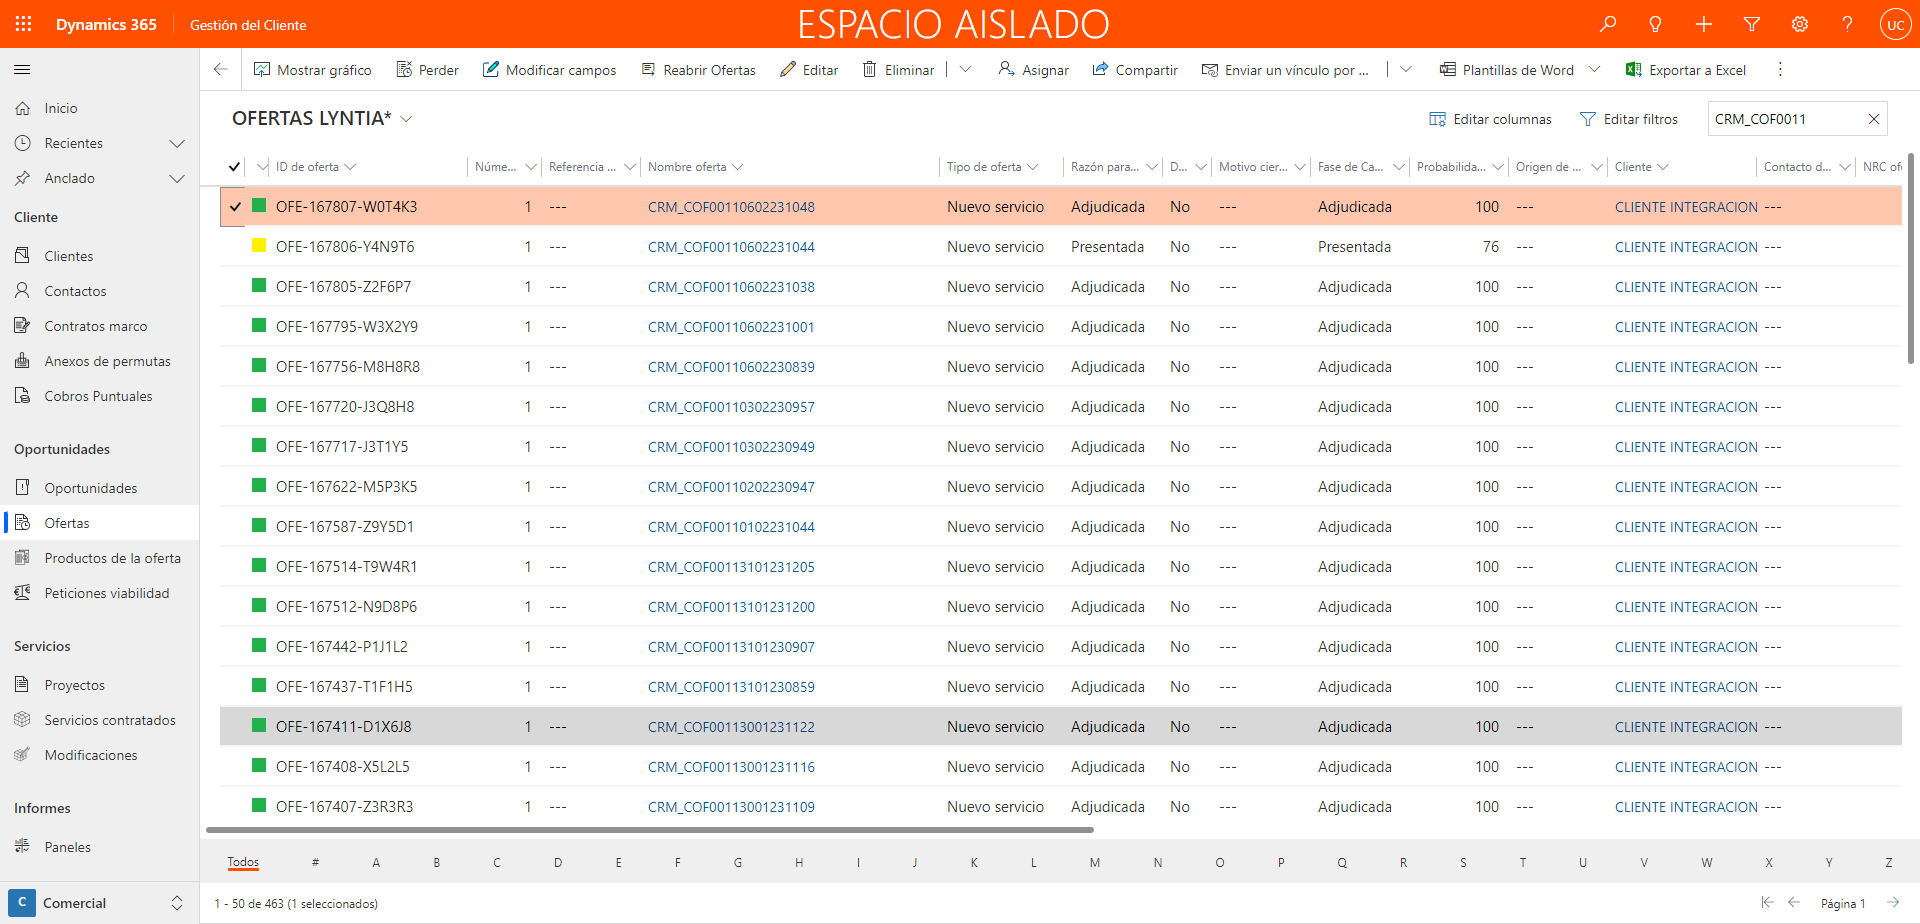 Dynamics 365 Gestión del Cliente ESPACIO AISLADO UC
Mostrar gráfico Perder Modificar campos Reabrir Ofertas Editar Eliminar Asignar Compartir Enviar un vínculo por ... Plantillas de Word Exportar a Excel
Inicio
Recientes
Anclado
Cliente
Clientes
Contactos
Contratos marco
Anexos de permutas
Cobros Puntuales
Oportunidades
Oportunidades
Ofertas
Productos de la oferta
Peticiones viabilidad
Servicios
Proyectos
Servicios contratados
Modificaciones
Informes
Paneles
C Comercial
OFERTAS LYNTIA* Editar columnas Editar filtros CRM_COF0011
ID de oferta Núme... Referencia ... Nombre oferta Tipo de oferta Razón para... D... Motivo cier... Fase de Ca... Probabilida... Origen de ... Cliente Contacto d... NRC of
OFE-167807-W0T4K3 1 --- CRM_COF00110602231048 Nuevo servicio Adjudicada No --- Adjudicada 100 --- CLIENTE INTEGRACION ---
OFE-167806-Y4N9T6 1 --- CRM_COF00110602231044 Nuevo servicio Presentada No --- Presentada 76 --- CLIENTE INTEGRACION ---
OFE-167805-Z2F6P7 1 --- CRM_COF00110602231038 Nuevo servicio Adjudicada No --- Adjudicada 100 --- CLIENTE INTEGRACION ---
OFE-167795-W3X2Y9 1 --- CRM_COF00110602231001 Nuevo servicio Adjudicada No --- Adjudicada 100 --- CLIENTE INTEGRACION ---
OFE-167756-M8H8R8 1 --- CRM_COF00110602230839 Nuevo servicio Adjudicada No --- Adjudicada 100 --- CLIENTE INTEGRACION ---
OFE-167720-J3Q8H8 1 --- CRM_COF00110302230957 Nuevo servicio Adjudicada No --- Adjudicada 100 --- CLIENTE INTEGRACION ---
OFE-167717-J3T1Y5 1 --- CRM_COF00110302230949 Nuevo servicio Adjudicada No --- Adjudicada 100 --- CLIENTE INTEGRACION ---
OFE-167622-M5P3K5 1 --- CRM_COF00110202230947 Nuevo servicio Adjudicada No --- Adjudicada 100 --- CLIENTE INTEGRACION ---
OFE-167587-Z9Y5D1 1 --- CRM_COF00110102231044 Nuevo servicio Adjudicada No --- Adjudicada 100 --- CLIENTE INTEGRACION ---
OFE-167514-T9W4R1 1 --- CRM_COF00113101231205 Nuevo servicio Adjudicada No --- Adjudicada 100 --- CLIENTE INTEGRACION ---
OFE-167512-N9D8P6 1 --- CRM_COF00113101231200 Nuevo servicio Adjudicada No --- Adjudicada 100 --- CLIENTE INTEGRACION ---
OFE-167442-P1J1L2 1 --- CRM_COF00113101230907 Nuevo servicio Adjudicada No --- Adjudicada 100 --- CLIENTE INTEGRACION ---
OFE-167437-T1F1H5 1 --- CRM_COF00113101230859 Nuevo servicio Adjudicada No --- Adjudicada 100 --- CLIENTE INTEGRACION ---
OFE-167411-D1X6J8 1 --- CRM_COF00113001231122 Nuevo servicio Adjudicada No --- Adjudicada 100 --- CLIENTE INTEGRACION ---
OFE-167408-X5L2L5 1 --- CRM_COF00113001231116 Nuevo servicio Adjudicada No --- Adjudicada 100 --- CLIENTE INTEGRACION ---
OFE-167407-Z3R3R3 1 --- CRM_COF00113001231109 Nuevo servicio Adjudicada No --- Adjudicada 100 --- CLIENTE INTEGRACION ---
Todos # A B C D E F G H I J K L M N O P Q R S T U V W X Y Z
1 - 50 de 463 (1 seleccionados) Página 1